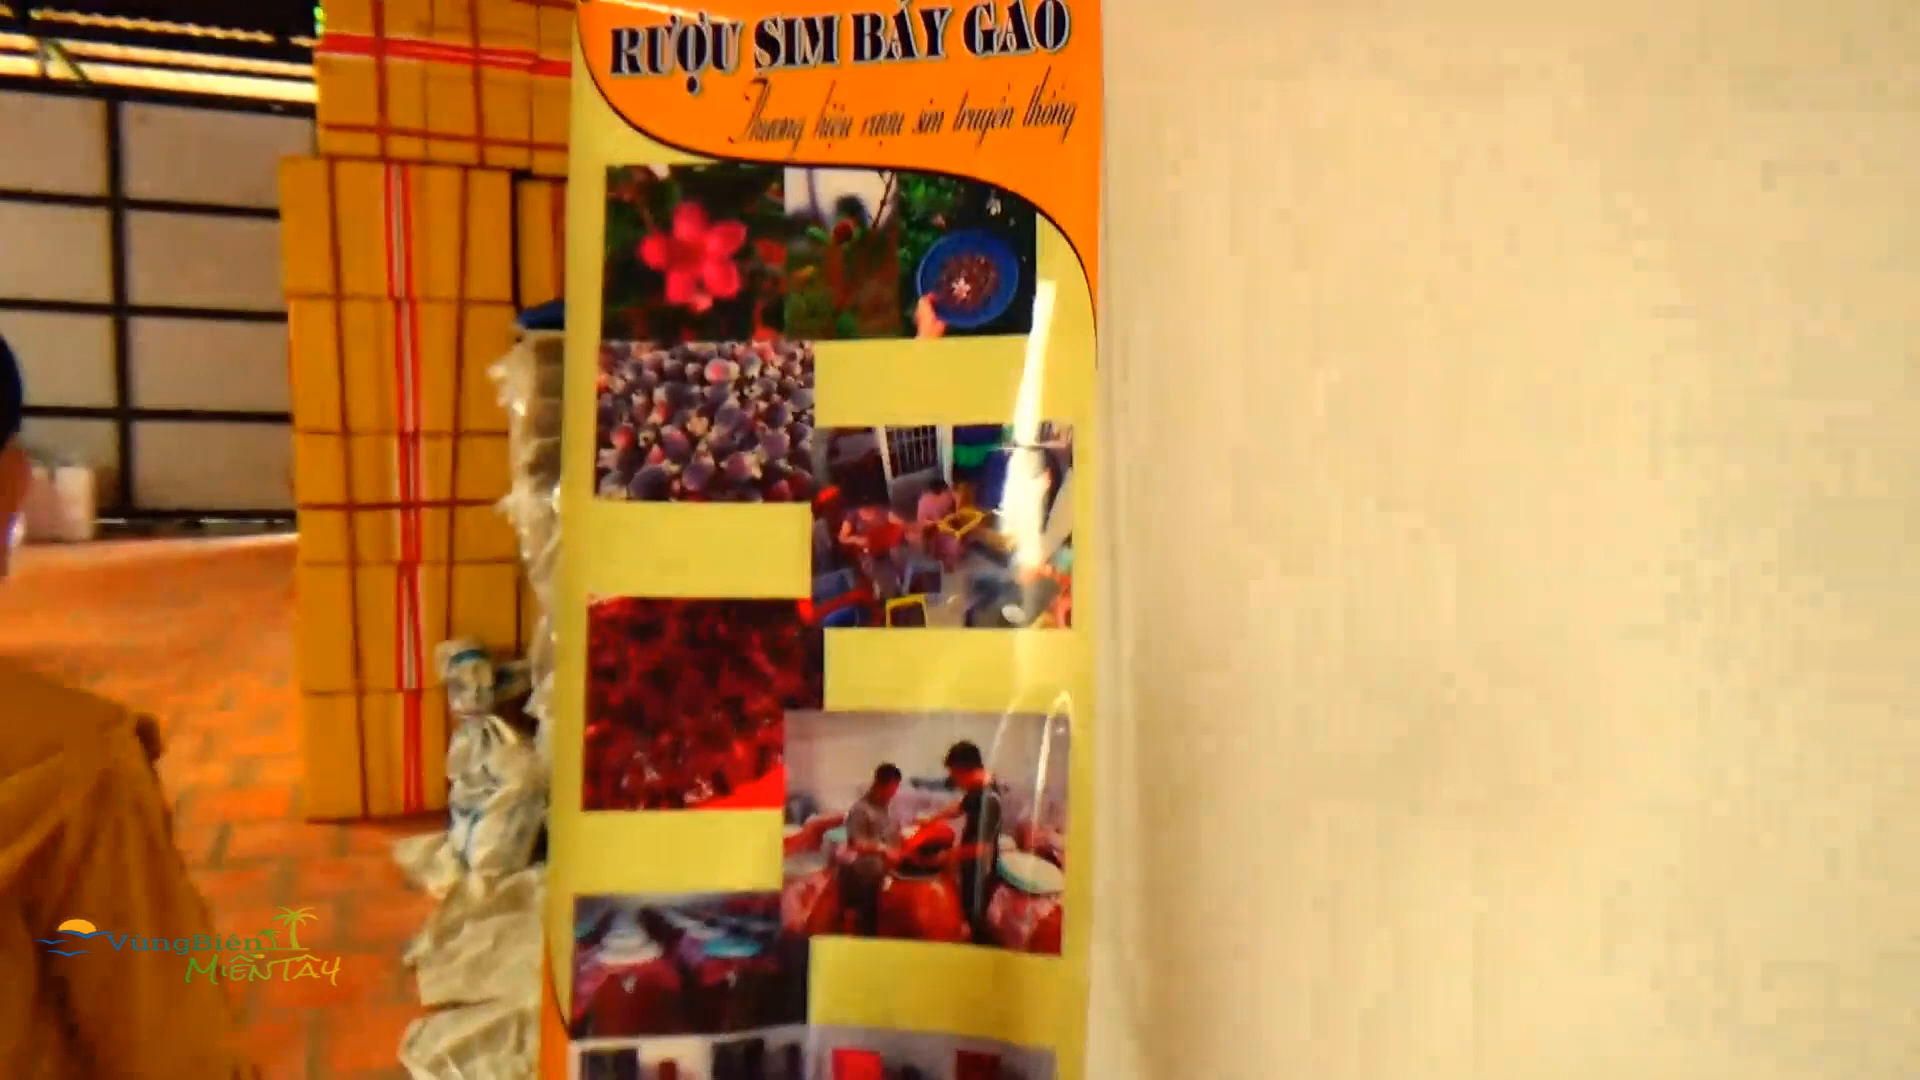 RƯỢU SIM BẢY GÁO
Thương hiệu rượu sim truyền thống
VùngBiển
MIỀNTÂY